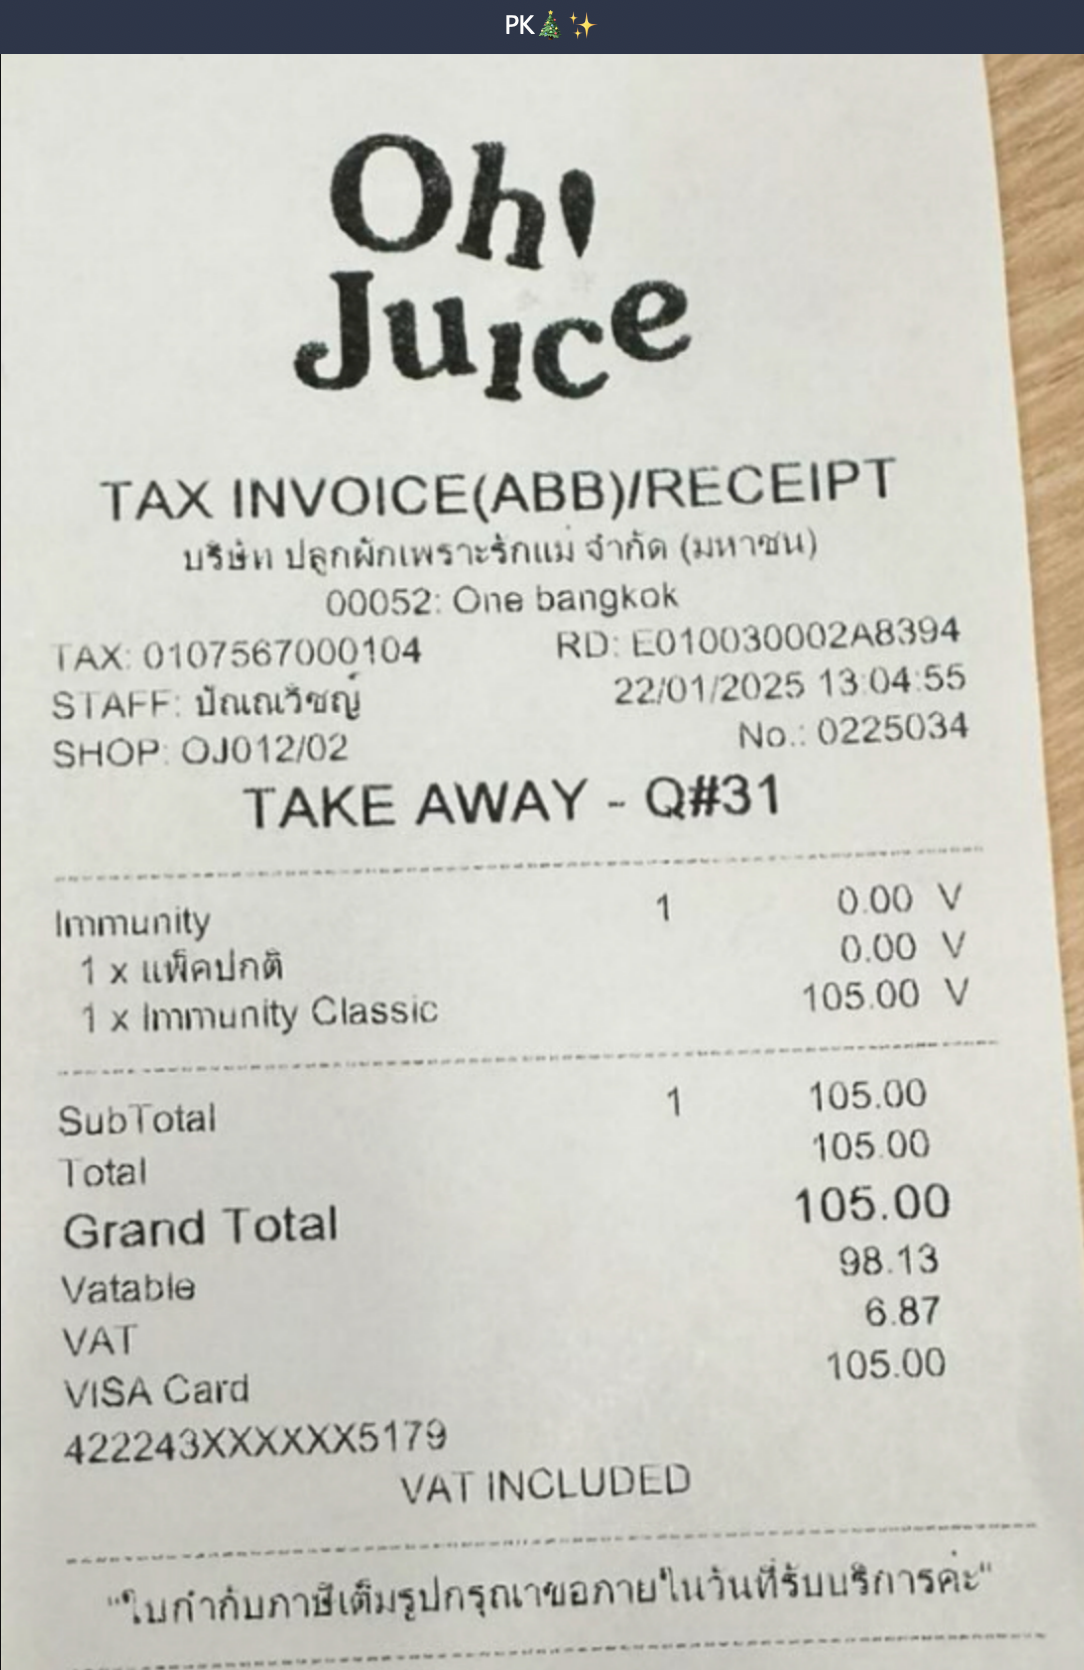 PK🎄✨
Oh!
Juice
TAX INVOICE(ABB)/RECEIPT
บริษัท ปลูกผักเพราะรักแม่ จำกัด (มหาชน)
00052: One bangkok
TAX: 0107567000104 RD: E010030002A8394
STAFF: ปัณณวิชญ์ 22/01/2025 13:04:55
SHOP: OJ012/02 No.: 0225034
TAKE AWAY - Q#31
Immunity 1 0.00 V
1 x แพ็คปกติ 0.00 V
1 x Immunity Classic 105.00 V
SubTotal 1 105.00
Total 105.00
Grand Total 105.00
Vatable 98.13
VAT 6.87
VISA Card 105.00
422243XXXXXX5179
VAT INCLUDED
"ใบกำกับภาษีเต็มรูปกรุณาขอภายในวันที่รับบริการค่ะ"